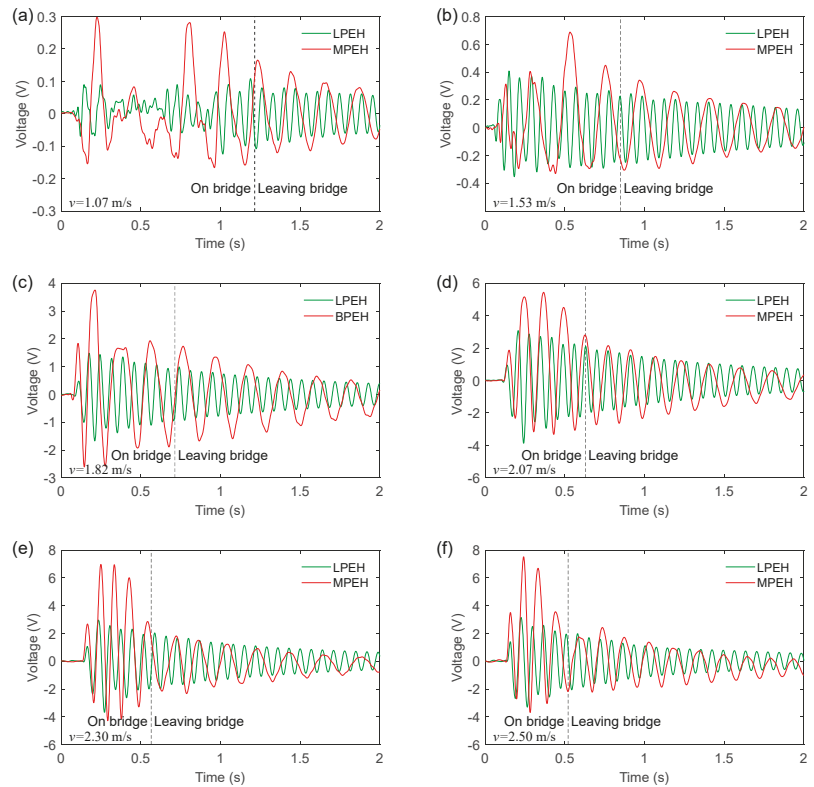 (a)
0.3
0.2
0.1
0
-0.1
-0.2
-0.3
Voltage (V)
LPEH
MPEH
On bridge Leaving bridge
v=1.07 m/s
0 0.5 1 1.5 2
Time (s)
(b)
0.8
0.6
0.4
0.2
0
-0.2
-0.4
Voltage (V)
LPEH
MPEH
On bridge Leaving bridge
v=1.53 m/s
0 0.5 1 1.5 2
Time (s)
(c)
4
3
2
1
0
-1
-2
-3
Voltage (V)
LPEH
BPEH
On bridge Leaving bridge
v=1.82 m/s
0 0.5 1 1.5 2
Time (s)
(d)
6
4
2
0
-2
-4
-6
Voltage (V)
LPEH
MPEH
On bridge Leaving bridge
v=2.07 m/s
0 0.5 1 1.5 2
Time (s)
(e)
8
6
4
2
0
-2
-4
-6
Voltage (V)
LPEH
MPEH
On bridge Leaving bridge
v=2.30 m/s
0 0.5 1 1.5 2
Time (s)
(f)
8
6
4
2
0
-2
-4
-6
Voltage (V)
LPEH
MPEH
On bridge Leaving bridge
v=2.50 m/s
0 0.5 1 1.5 2
Time (s)